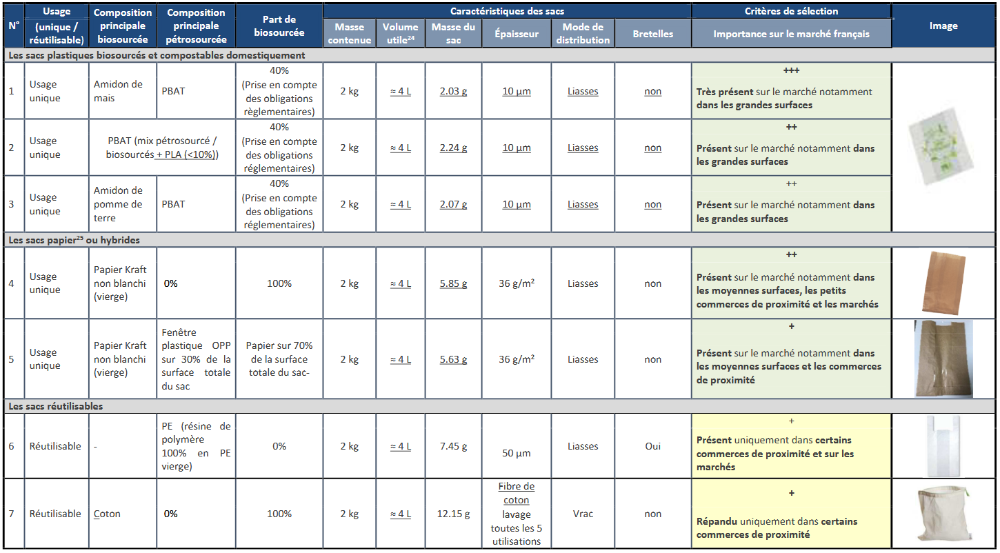 N°
Usage
(unique /
réutilisable)
Composition
principale
biosourcée
Composition
principale
pétrosourcée
Part de
biosourcée
Caractéristiques des sacs
Masse
contenue
Volume
utile²⁴
Masse du
sac
Épaisseur
Mode de
distribution
Bretelles
Critères de sélection
Importance sur le marché français
Image
Les sacs plastiques biosourcés et compostables domestiquement
1
Usage
unique
Amidon de
mais
PBAT
40%
(Prise en compte
des obligations
règlementaires)
2 kg
≈ 4 L
2.03 g
10 µm
Liasses
non
+++
Très présent sur le marché notamment
dans les grandes surfaces
2
Usage
unique
PBAT (mix pétrosourcé /
biosourcés + PLA (<10%))
40%
(Prise en compte
des obligations
réglementaires)
2 kg
≈ 4 L
2.24 g
10 µm
Liasses
non
++
Présent sur le marché notamment dans
les grandes surfaces
3
Usage
unique
Amidon de
pomme de
terre
PBAT
40%
(Prise en compte
des obligations
réglementaires)
2 kg
≈ 4 L
2.07 g
10 µm
Liasses
non
++
Présent sur le marché notamment dans
les grandes surfaces
Les sacs papier²⁵ ou hybrides
4
Usage
unique
Papier Kraft
non blanchi
(vierge)
0%
100%
2 kg
≈ 4 L
5.85 g
36 g/m²
Liasses
non
++
Présent sur le marché notamment dans
les moyennes surfaces, les petits
commerces de proximité et les marchés
5
Usage
unique
Papier Kraft
non blanchi
(vierge)
Fenêtre
plastique OPP
sur 30% de la
surface totale
du sac
Papier sur 70%
de la surface
totale du sac-
2 kg
≈ 4 L
5.63 g
36 g/m²
Liasses
non
+
Présent sur le marché notamment dans
les moyennes surfaces et les commerces
de proximité
Les sacs réutilisables
6
Réutilisable
-
PE (résine de
polymère
100% en PE
vierge)
0%
2 kg
≈ 4 L
7.45 g
50 µm
Liasses
Oui
+
Présent uniquement dans certains
commerces de proximité et sur les
marchés
7
Réutilisable
Coton
0%
100%
2 kg
≈ 4 L
12.15 g
Fibre de
coton
lavage
toutes les 5
utilisations
Vrac
non
+
Répandu uniquement dans certains
commerces de proximité